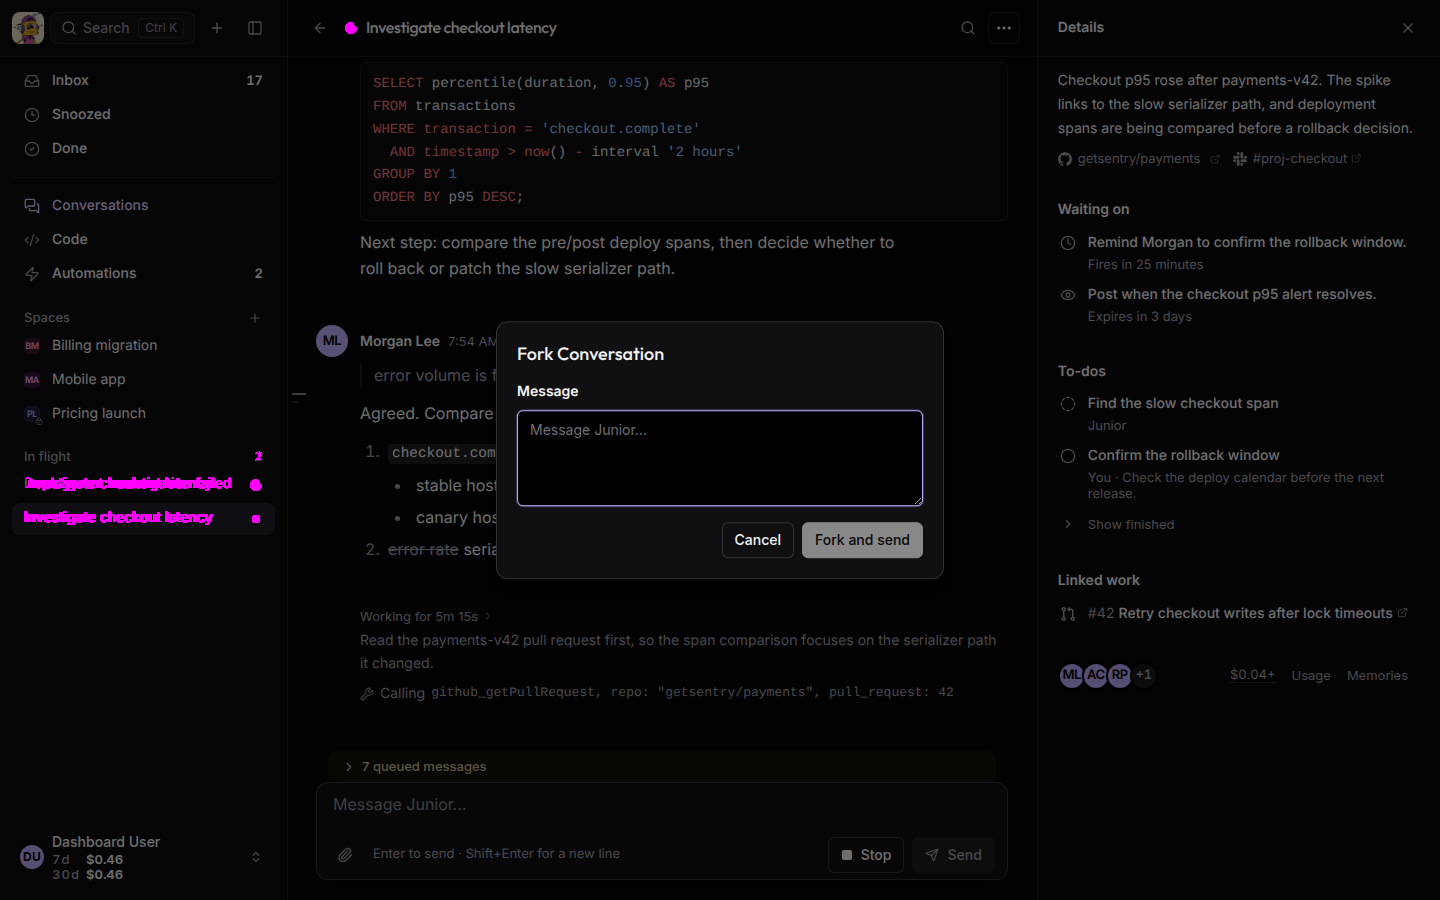 Search Ctrl K
Inbox 17
Snoozed
Done
Conversations
Code
Automations 2
Spaces
BM Billing migration
MA Mobile app
PL Pricing launch
In flight
Investigate checkout latency
DU Dashboard User
7d $0.46
30d $0.46
Investigate checkout latency
SELECT percentile(duration, 0.95) AS p95
FROM transactions
WHERE transaction = 'checkout.complete'
AND timestamp > now() - interval '2 hours'
GROUP BY 1
ORDER BY p95 DESC;
Next step: compare the pre/post deploy spans, then decide whether to
roll back or patch the slow serializer path.
ML Morgan Lee 7:54 AM
error volume is f
Agreed. Compare
1. checkout.com
• stable host
• canary hos
2. error rate seria
Working for 5m 15s
Read the payments-v42 pull request first, so the span comparison focuses on the serializer path
it changed.
Calling github_getPullRequest, repo: "getsentry/payments", pull_request: 42
7 queued messages
Message Junior...
Enter to send · Shift+Enter for a new line
Stop Send
Fork Conversation
Message
Message Junior...
Cancel Fork and send
Details
Checkout p95 rose after payments-v42. The spike
links to the slow serializer path, and deployment
spans are being compared before a rollback decision.
getsentry/payments #proj-checkout
Waiting on
Remind Morgan to confirm the rollback window.
Fires in 25 minutes
Post when the checkout p95 alert resolves.
Expires in 3 days
To-dos
Find the slow checkout span
Junior
Confirm the rollback window
You · Check the deploy calendar before the next
release.
Show finished
Linked work
#42 Retry checkout writes after lock timeouts
ML AC RP +1 $0.04+ Usage Memories